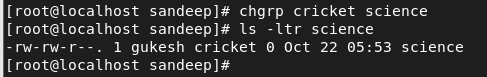 [root@localhost sandeep]# chgrp cricket science
[root@localhost sandeep]# ls -ltr science
-rw-rw-r--. 1 gukesh cricket 0 Oct 22 05:53 science
[root@localhost sandeep]#